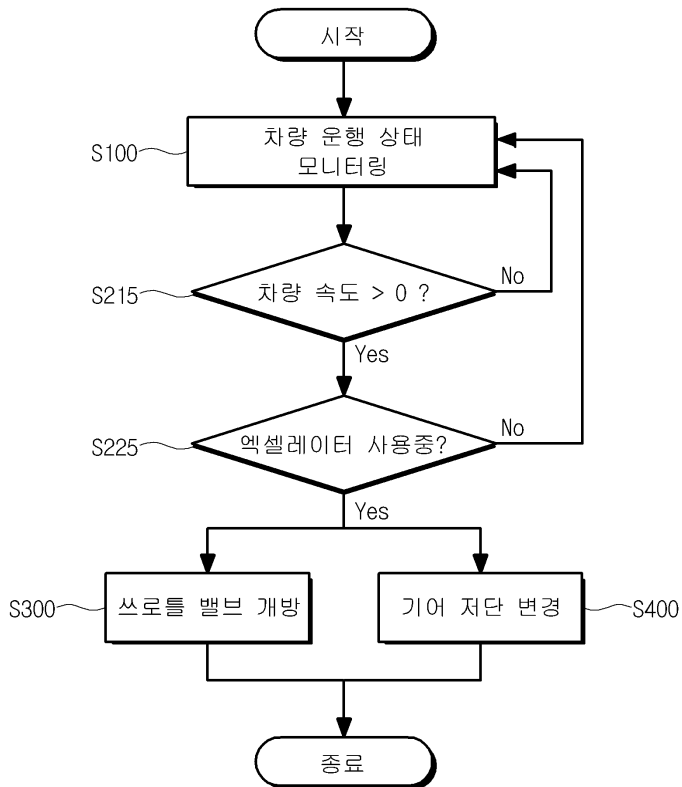 시작
S100
차량 운행 상태
모니터링
S215
차량 속도 > 0 ?
No
Yes
S225
엑셀레이터 사용중?
No
Yes
S300
쓰로틀 밸브 개방
기어 저단 변경
S400
종료